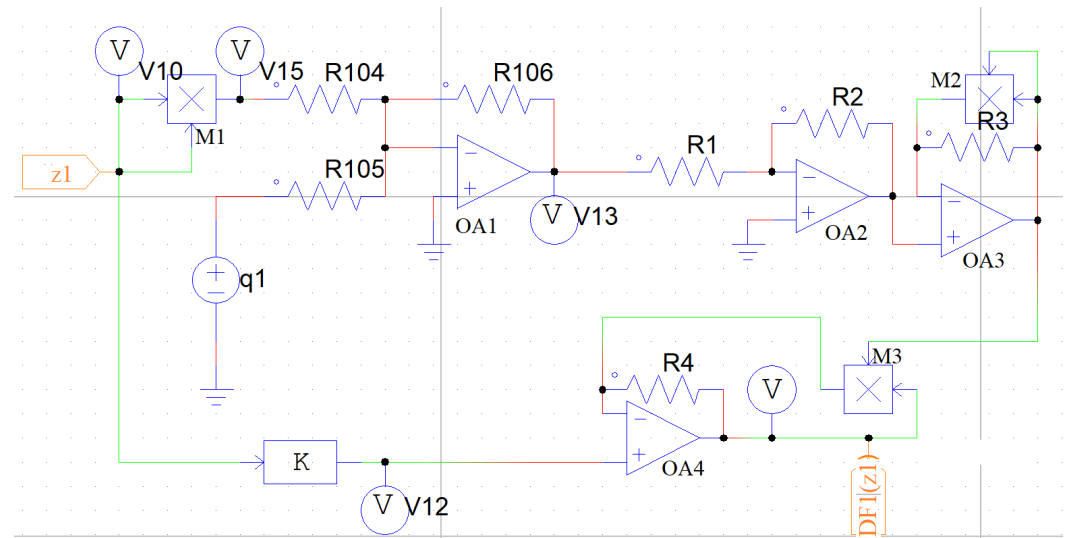 V
V10
V
V15
R104
R106
M1
z1
R105
OA1
V
V13
q1
R1
R2
OA2
M2
R3
OA3
R4
V
M3
OA4
K
V
V12
DF1(z1)
+
−